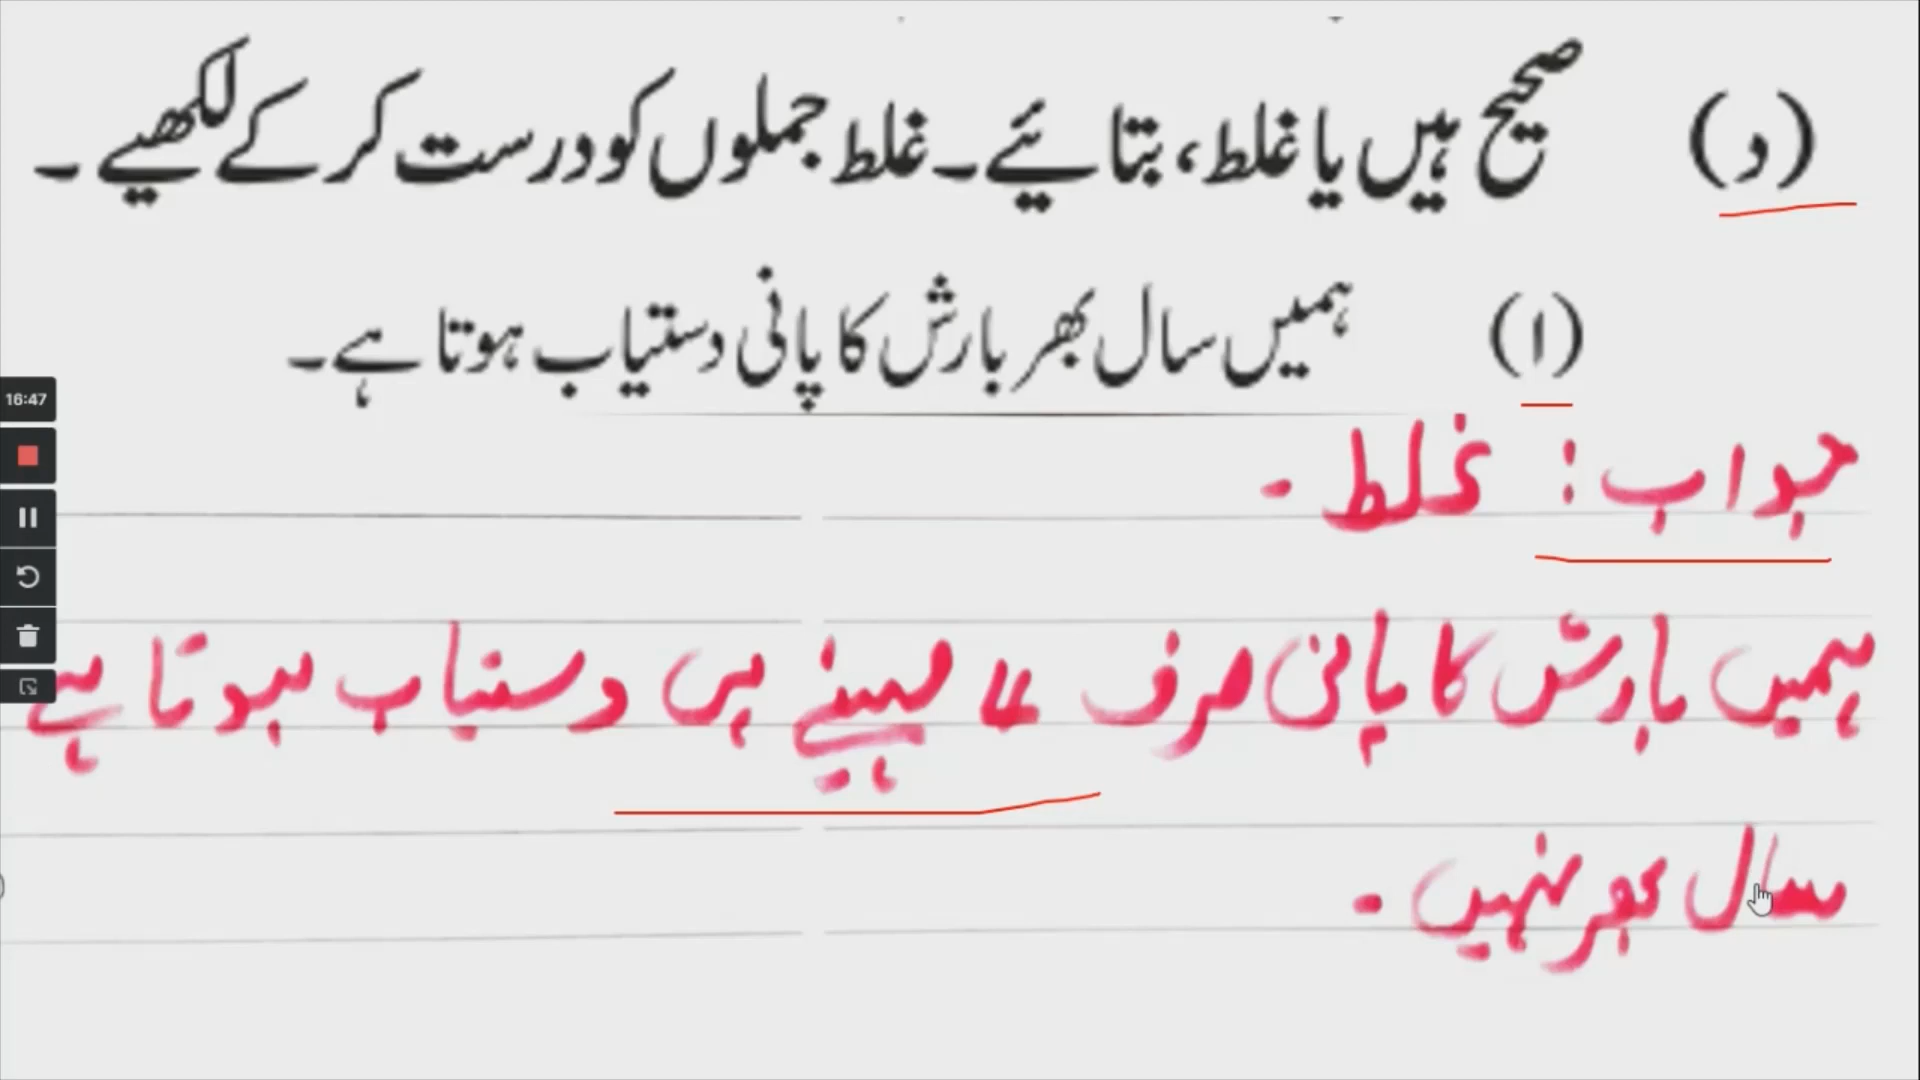 (د) صحیح ہیں یا غلط، بتائیے۔ غلط جملوں کو درست کر کے لکھیے۔
(۱) ہمیں سال بھر بارش کا پانی دستیاب ہوتا ہے۔
جواب: غلط۔
ہمیں بارش کا پانی صرف ۴ مہینے ہی دستیاب ہوتا ہے
سال بھر نہیں۔
16:47